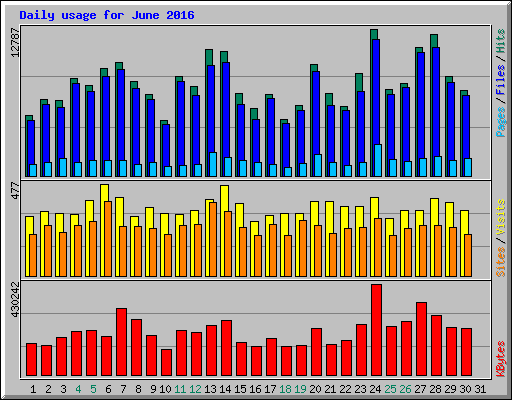 Daily usage for June 2016
12787
Pages / Files / Hits
477
Sites / Visits
430242
KBytes
1 2 3 4 5 6 7 8 9 10 11 12 13 14 15 16 17 18 19 20 21 22 23 24 25 26 27 28 29 30 31